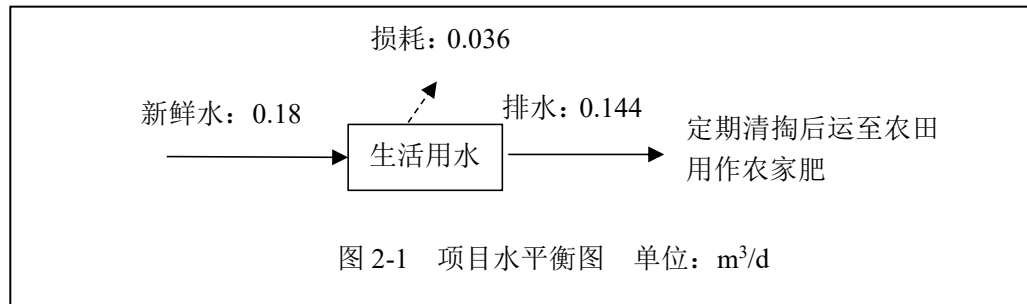 损耗：0.036
新鲜水：0.18
排水：0.144
生活用水
定期清掏后运至农田
用作农家肥
图 2-1 项目水平衡图 单位：m³/d